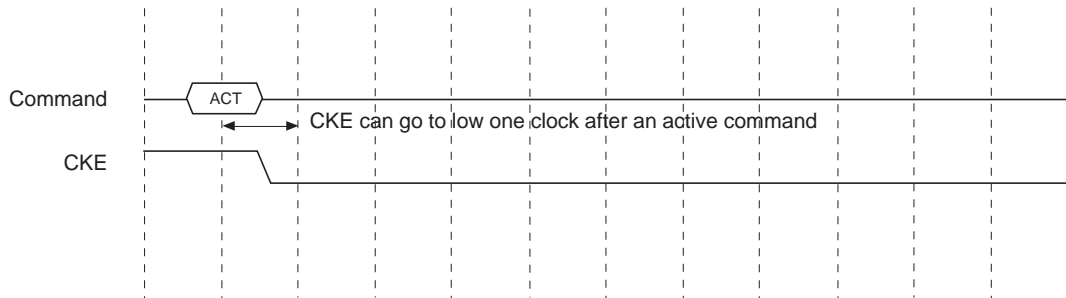 Command
ACT
CKE can go to low one clock after an active command
CKE